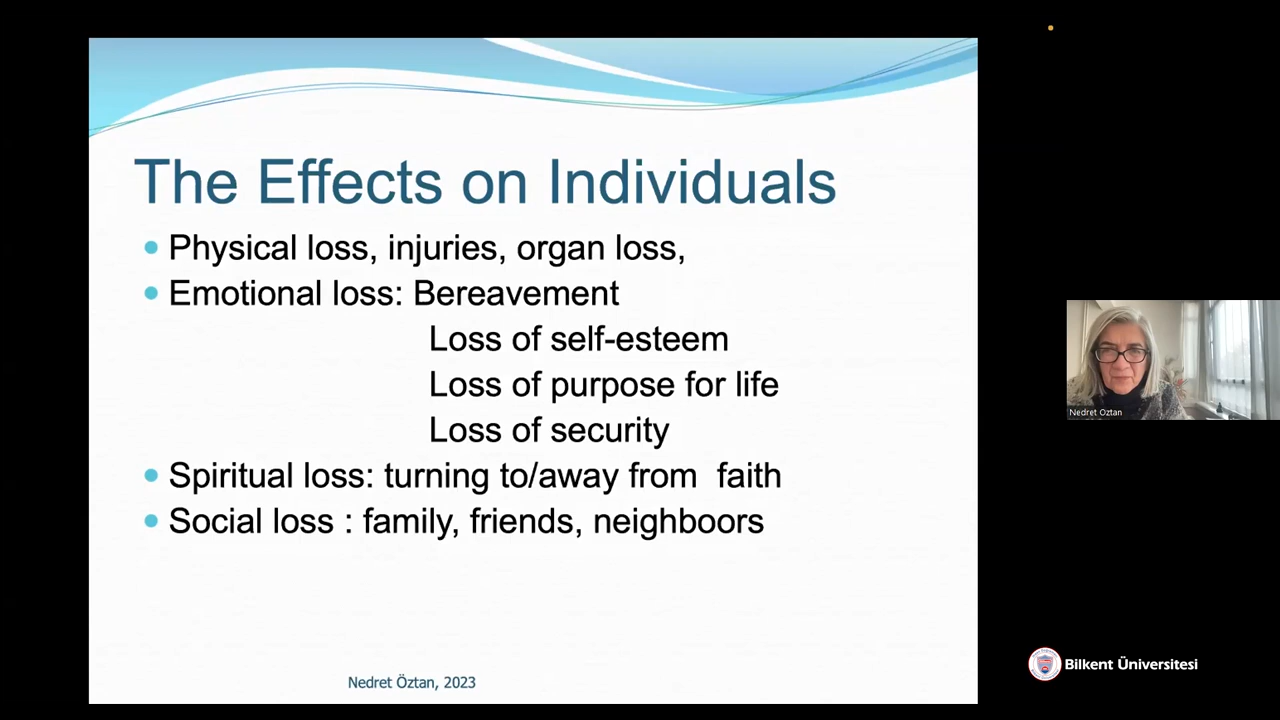 The Effects on Individuals
Physical loss, injuries, organ loss,
Emotional loss: Bereavement
Loss of self-esteem
Loss of purpose for life
Loss of security
Spiritual loss: turning to/away from faith
Social loss : family, friends, neighboors
Nedret Öztan, 2023
Nedret Öztan
Bilkent Üniversitesi